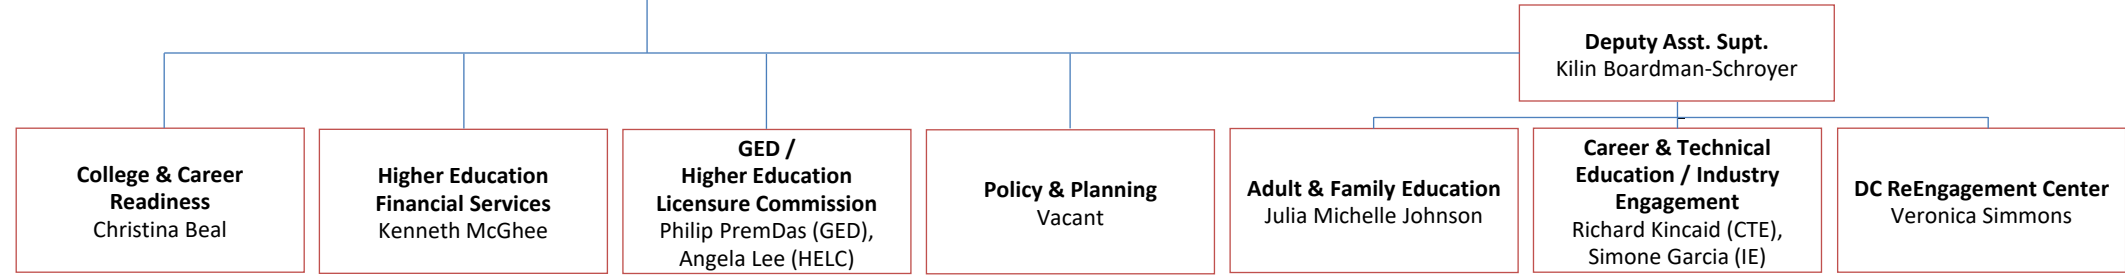 Deputy Asst. Supt.
Kilin Boardman-Schroyer
College & Career
Readiness
Christina Beal
Higher Education
Financial Services
Kenneth McGhee
GED /
Higher Education
Licensure Commission
Philip PremDas (GED),
Angela Lee (HELC)
Policy & Planning
Vacant
Adult & Family Education
Julia Michelle Johnson
Career & Technical
Education / Industry
Engagement
Richard Kincaid (CTE),
Simone Garcia (IE)
DC ReEngagement Center
Veronica Simmons